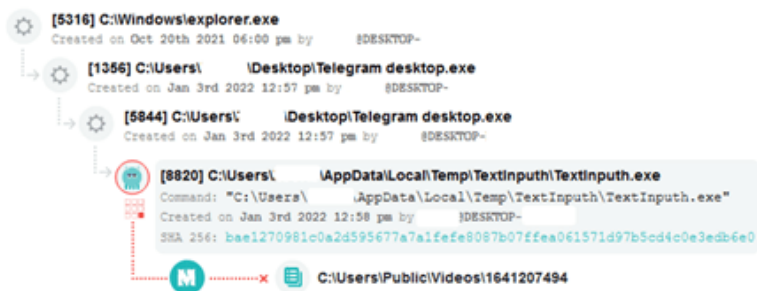 [5316] C:\Windows\explorer.exe
Created on Oct 20th 2021 06:00 pm by @DESKTOP-
[1356] C:\Users\ \Desktop\Telegram desktop.exe
Created on Jan 3rd 2022 12:57 pm by @DESKTOP-
[5844] C:\Users\ \Desktop\Telegram desktop.exe
Created on Jan 3rd 2022 12:57 pm by @DESKTOP-
[8820] C:\Users\ \AppData\Local\Temp\TextInputh\TextInputh.exe
Command: "C:\Users\ \AppData\Local\Temp\TextInputh\TextInputh.exe"
Created on Jan 3rd 2022 12:58 pm by @DESKTOP-
SHA 256: bae1270981c0a2d595677a7a1fefe8087b07ffea061571d97b5cd4c0e3edb6e0
M
C:\Users\Public\Videos\1641207494